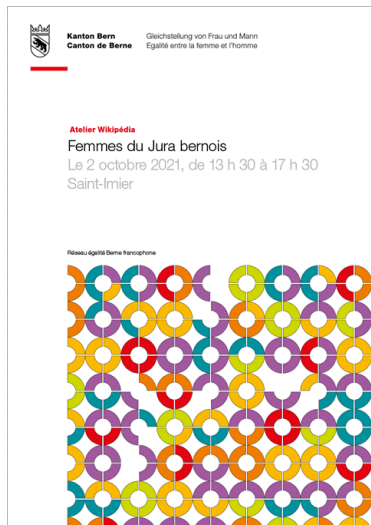 Kanton Bern
Canton de Berne
Gleichstellung von Frau und Mann
Egalité entre la femme et l'homme
Atelier Wikipédia
Femmes du Jura bernois
Le 2 octobre 2021, de 13 h 30 à 17 h 30
Saint-Imier
Réseau égalité Berne francophone